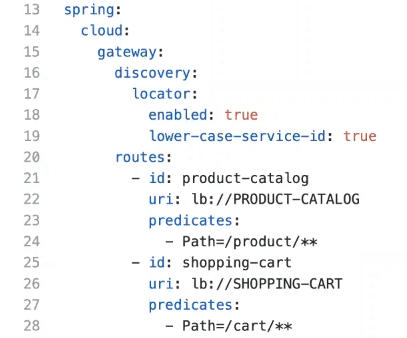 13 spring:
14   cloud:
15     gateway:
16       discovery:
17         locator:
18           enabled: true
19           lower-case-service-id: true
20       routes:
21         - id: product-catalog
22           uri: lb://PRODUCT-CATALOG
23           predicates:
24             - Path=/product/**
25         - id: shopping-cart
26           uri: lb://SHOPPING-CART
27           predicates:
28             - Path=/cart/**